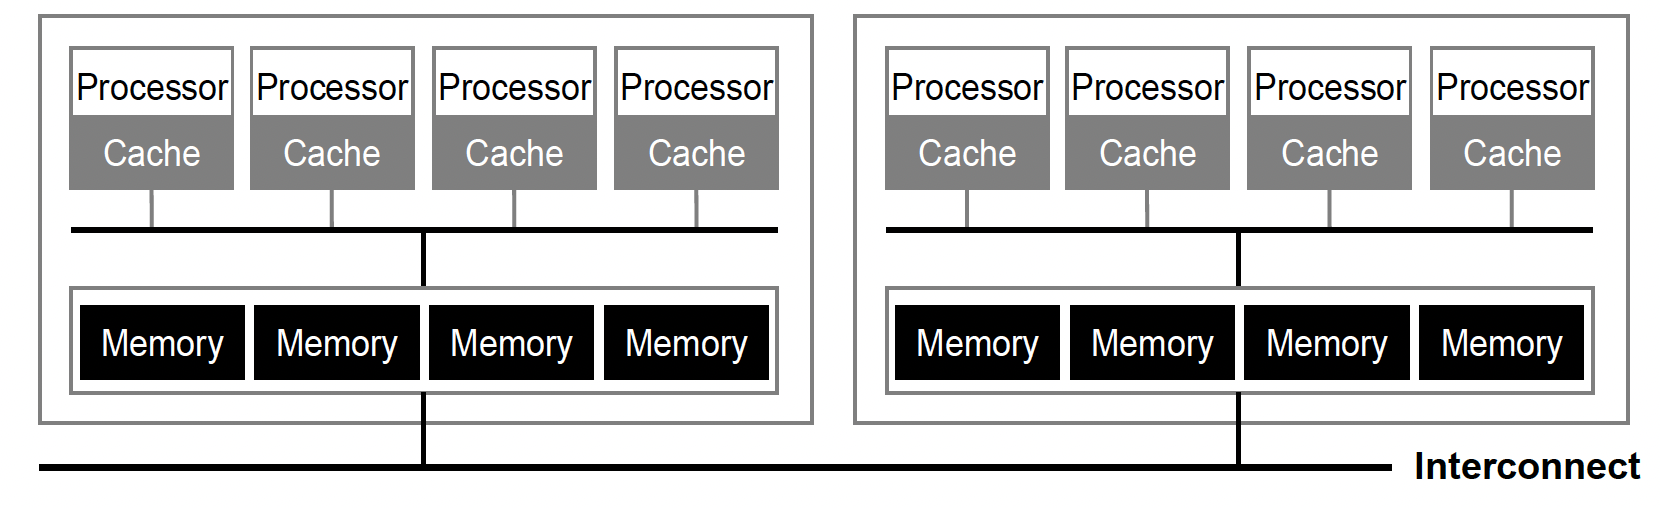 Processor Processor Processor Processor Processor Processor Processor Processor
Cache Cache Cache Cache Cache Cache Cache Cache
Memory Memory Memory Memory Memory Memory Memory Memory
Interconnect